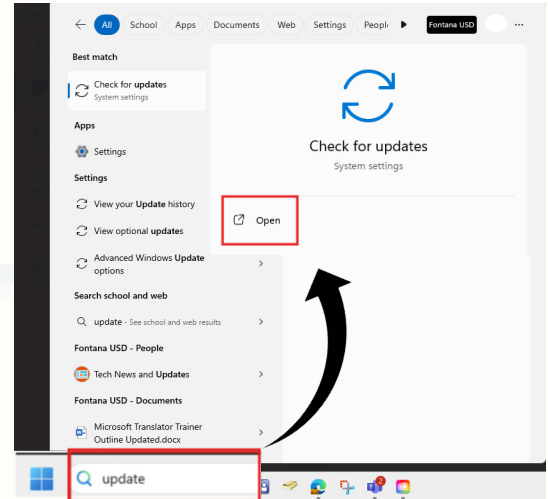 All School Apps Documents Web Settings Peopl Fontana USD ...
Best match
Check for updates
System settings
Apps
Settings
Settings
View your Update history
View optional updates
Advanced Windows Update
options
Search school and web
update - See school and web results
Fontana USD - People
Tech News and Updates
Fontana USD - Documents
Microsoft Translator Trainer
Outline Updated.docx
Check for updates
System settings
Open
update